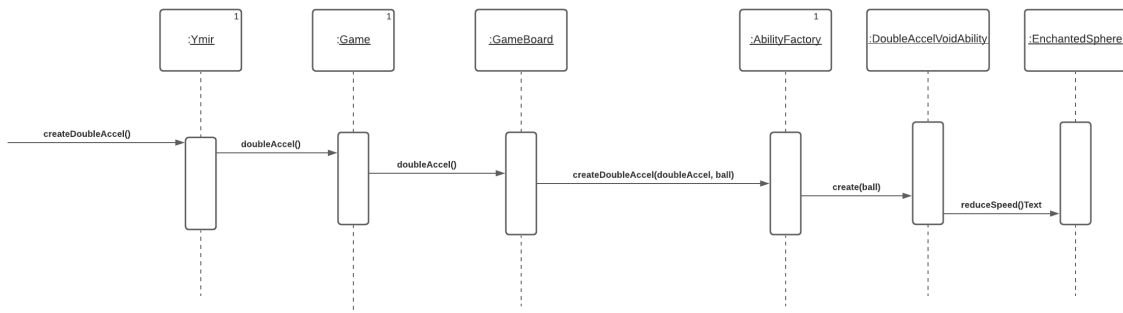 1
:Ymir
1
:Game
:GameBoard
1
:AbilityFactory
:DoubleAccelVoidAbility
:EnchantedSphere
createDoubleAccel()
doubleAccel()
doubleAccel()
createDoubleAccel(doubleAccel, ball)
create(ball)
reduceSpeed()Text